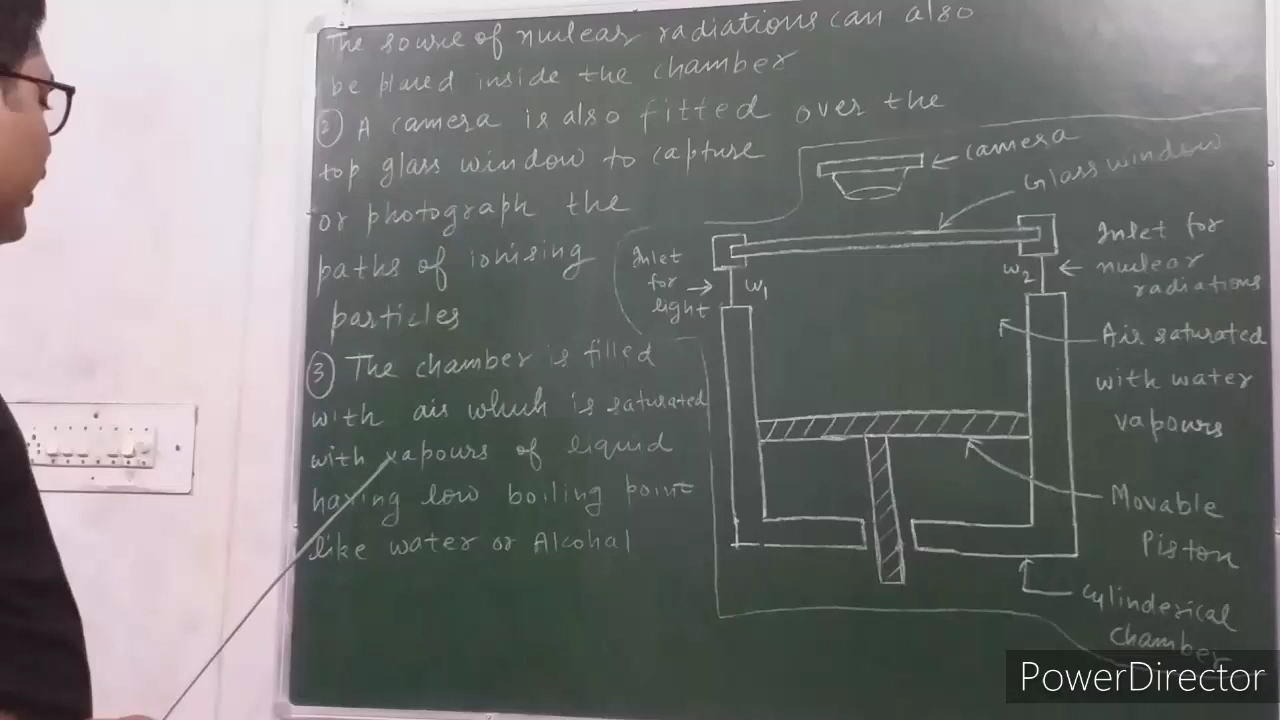 The source of nuclear radiations can also
be placed inside the chamber
② A camera is also fitted over the
top glass window to capture
or photograph the
paths of ionising
particles
③ The chamber is filled
with air which is saturated
with vapours of liquid
having low boiling point
like water or Alcohal
camera
Glass window
Inlet
for
light
W1
W2
Inlet for
nuclear
radiations
Air saturated
with water
vapours
Movable
Piston
cylinderical
chamber
PowerDirector